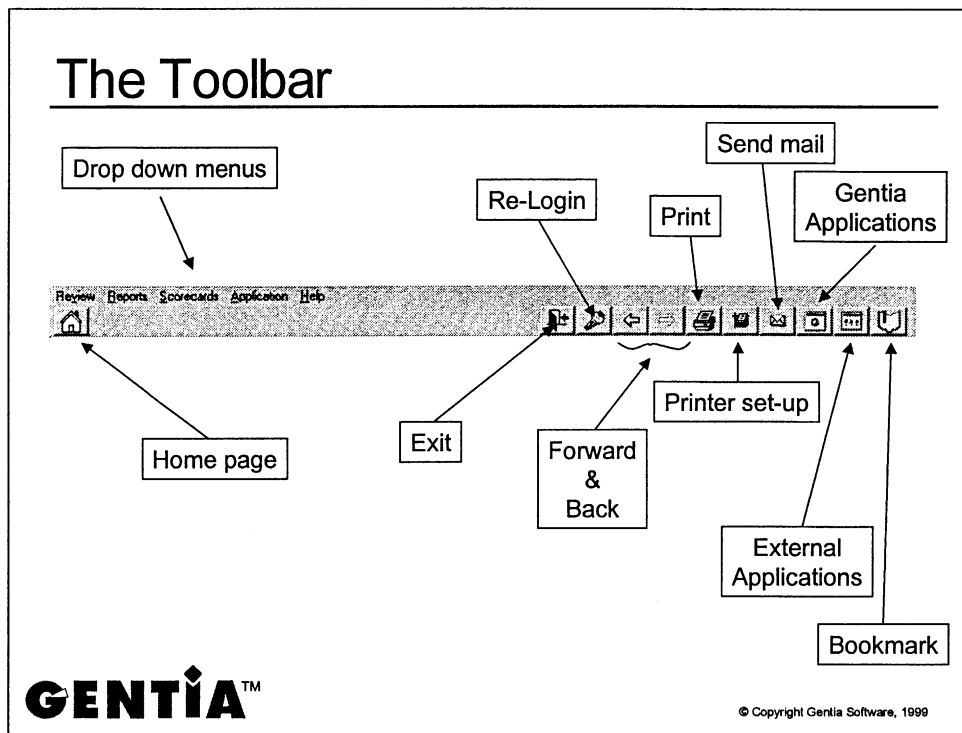 The Toolbar
Send mail
Drop down menus
Re-Login
Print
Gentia
Applications
Review Reports Scorecards Application Help
Printer set-up
Exit
Forward
&
Back
Home page
External
Applications
Bookmark
GENTIA™
© Copyright Gentia Software, 1999